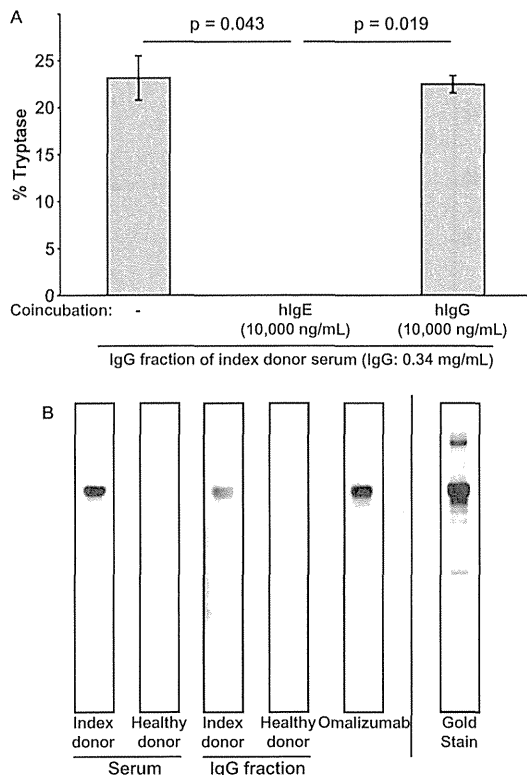 A
p = 0.043
p = 0.019
% Tryptase
25
20
15
10
5
0
Coincubation:
-
hIgE
hIgG
(10,000 ng/mL)
(10,000 ng/mL)
IgG fraction of index donor serum (IgG: 0.34 mg/mL)
B
Index Healthy Index Healthy Omalizumab Gold
donor donor donor donor Stain
Serum IgG fraction